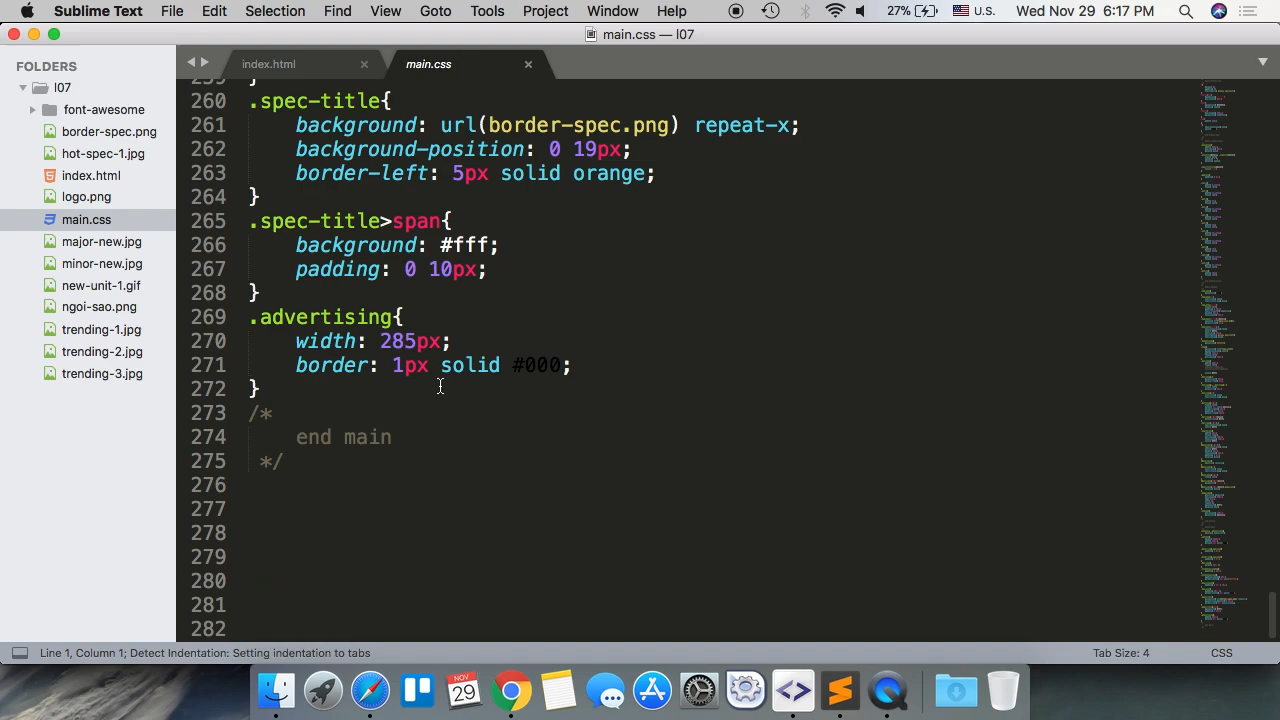 Sublime Text File Edit Selection Find View Goto Tools Project Window Help 27% U.S. Wed Nov 29 6:17 PM
main.css — l07
FOLDERS
l07
font-awesome
border-spec.png
hot-spec-1.jpg
index.html
logo.png
main.css
major-new.jpg
minor-new.jpg
new-unit-1.gif
ngoi-sao.png
trending-1.jpg
trending-2.jpg
trending-3.jpg
index.html × main.css ×
260 .spec-title{
261 background: url(border-spec.png) repeat-x;
262 background-position: 0 19px;
263 border-left: 5px solid orange;
264 }
265 .spec-title>span{
266 background: #fff;
267 padding: 0 10px;
268 }
269 .advertising{
270 width: 285px;
271 border: 1px solid #000;
272 }
273 /*
274 end main
275 */
276
277
278
279
280
281
282
Line 1, Column 1; Detect Indentation: Setting indentation to tabs Tab Size: 4 CSS
NOV
29